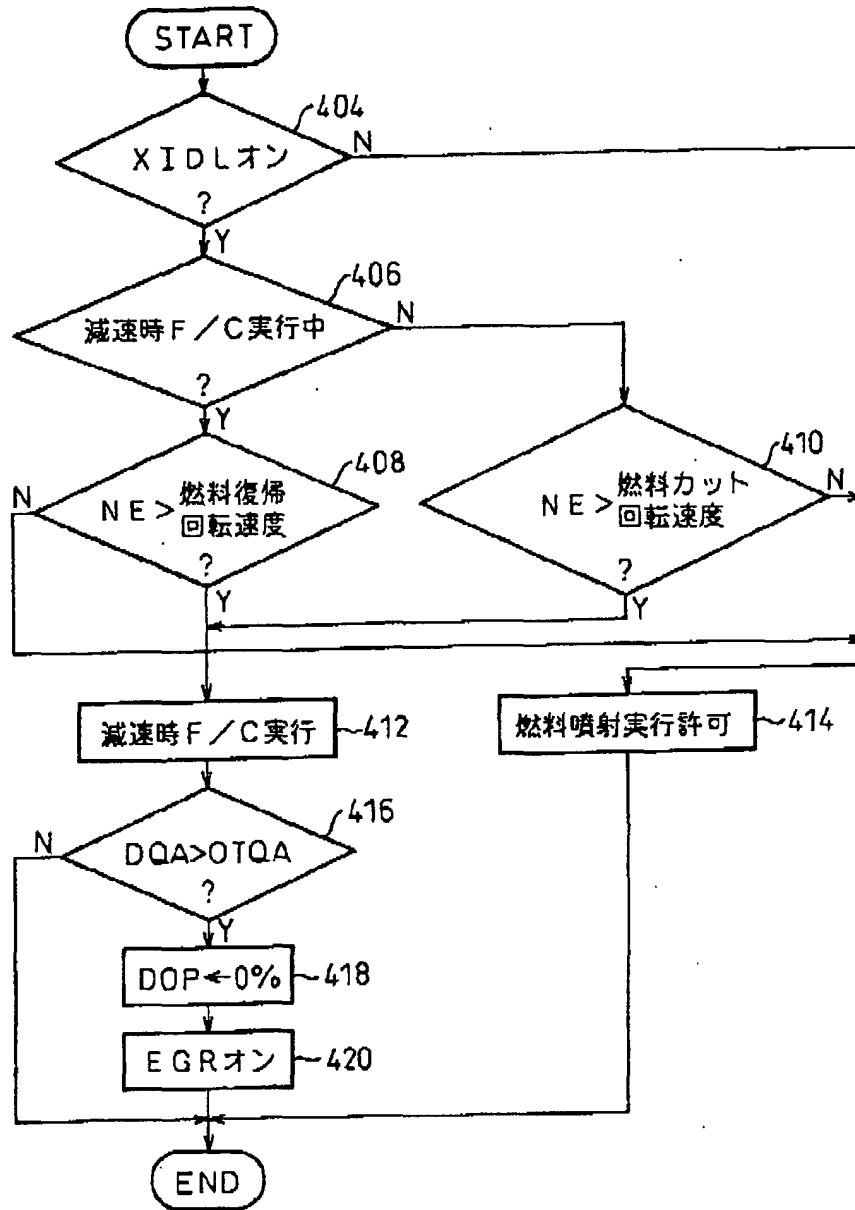 START
404
XIDLオン
N
?
Y
406
減速時F/C実行中
N
?
Y
408
N
NE>燃料復帰
回転速度
?
Y
410
NE>燃料カット
回転速度
N
?
Y
減速時F/C実行
412
燃料噴射実行許可
414
416
N
DQA>OTQA
?
Y
DOP←0%
418
EGRオン
420
END